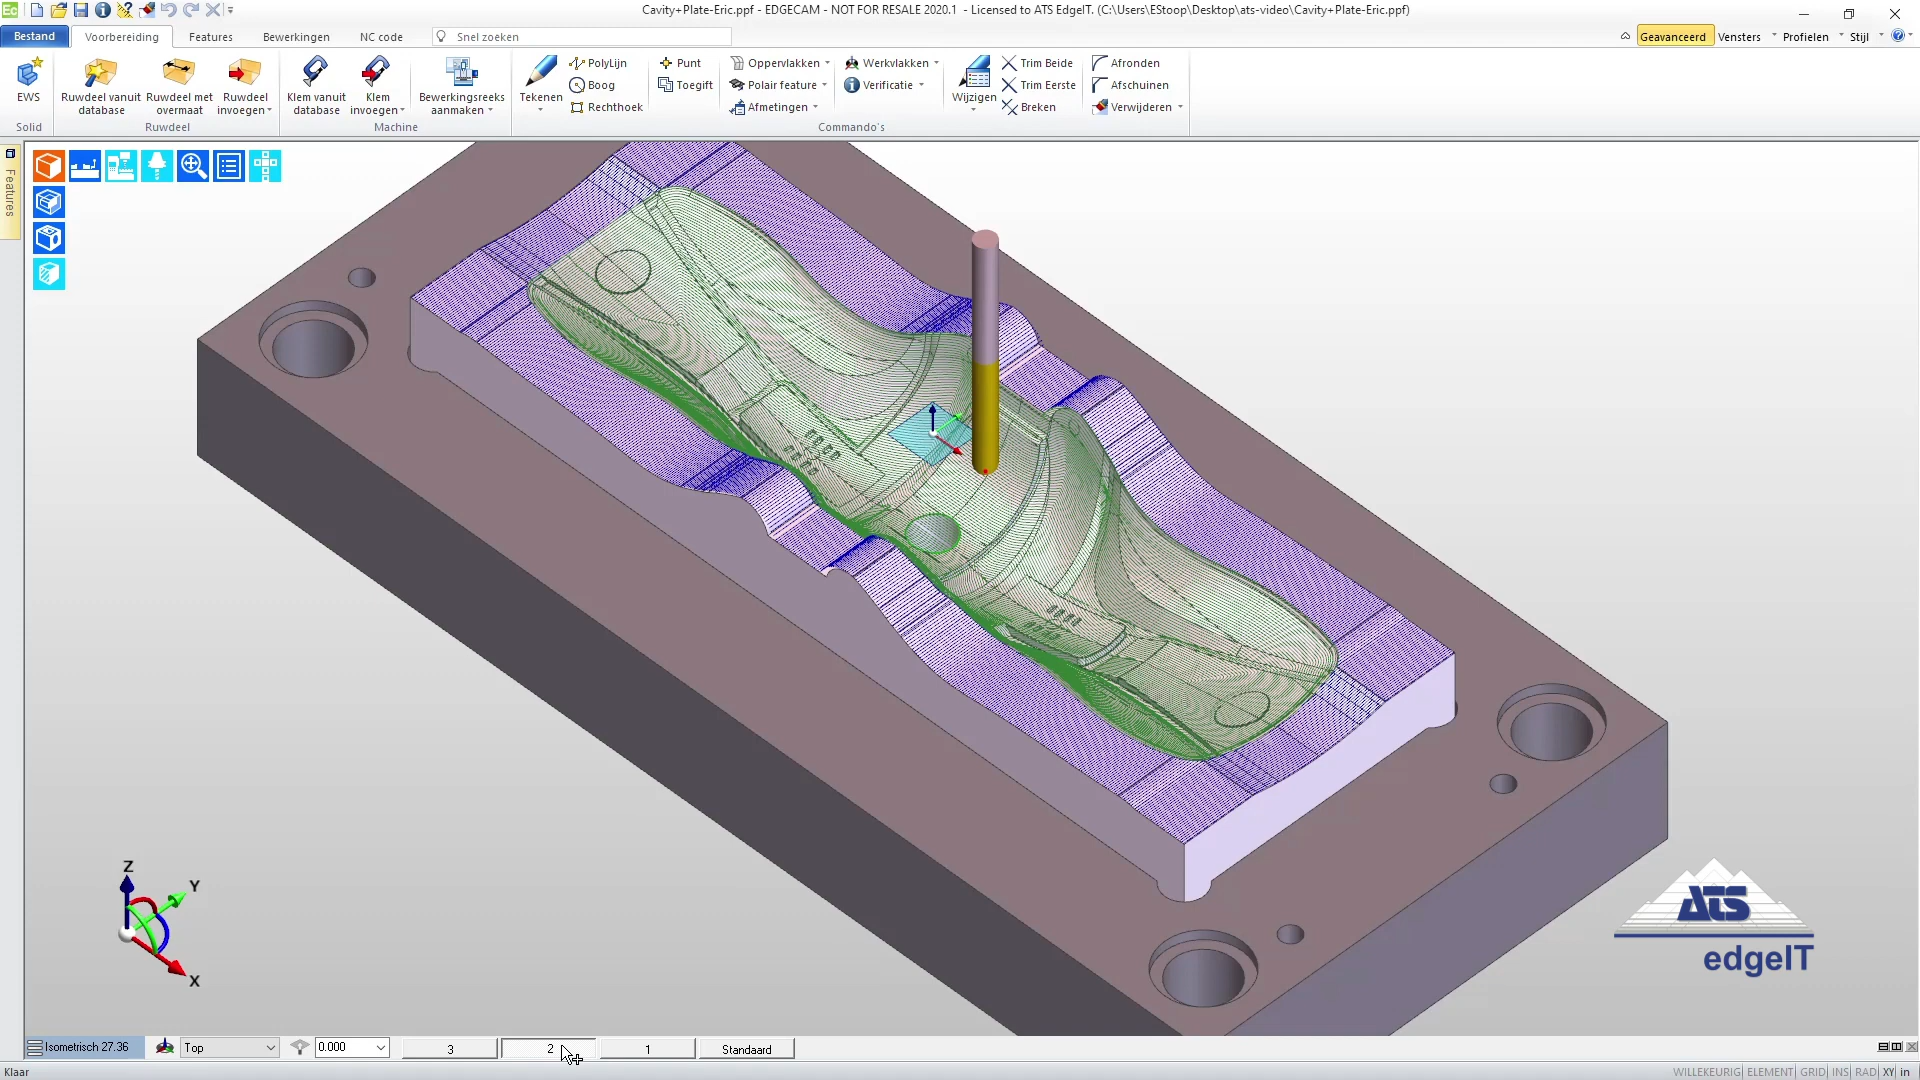 Cavity+Plate-Eric.ppf - EDGECAM - NOT FOR RESALE 2020.1 - Licensed to ATS EdgeIT. (C:\Users\EStoop\Desktop\ats-video\Cavity+Plate-Eric.ppf)
Bestand Voorbereiding Features Bewerkingen NC code Snel zoeken Geavanceerd Vensters Profielen Stijl
EWS
Solid
Ruwdeel vanuit database
Ruwdeel met overmaat
Ruwdeel invoegen
Ruwdeel
Klem vanuit database
Klem invoegen
Bewerkingsreeks aanmaken
Machine
Tekenen
PolyLijn
Boog
Rechthoek
Punt
Toegift
Oppervlakken
Polair feature
Afmetingen
Werkvlakken
Verificatie
Wijzigen
Trim Beide
Trim Eerste
Breken
Afronden
Afschuinen
Verwijderen
Commando's
Features
Z
Y
X
ATS
edgeIT
Isometrisch 27.36 Top 0.000 3 2 1 Standaard
Klaar WILLEKEURIG ELEMENT GRID INS RAD XY in